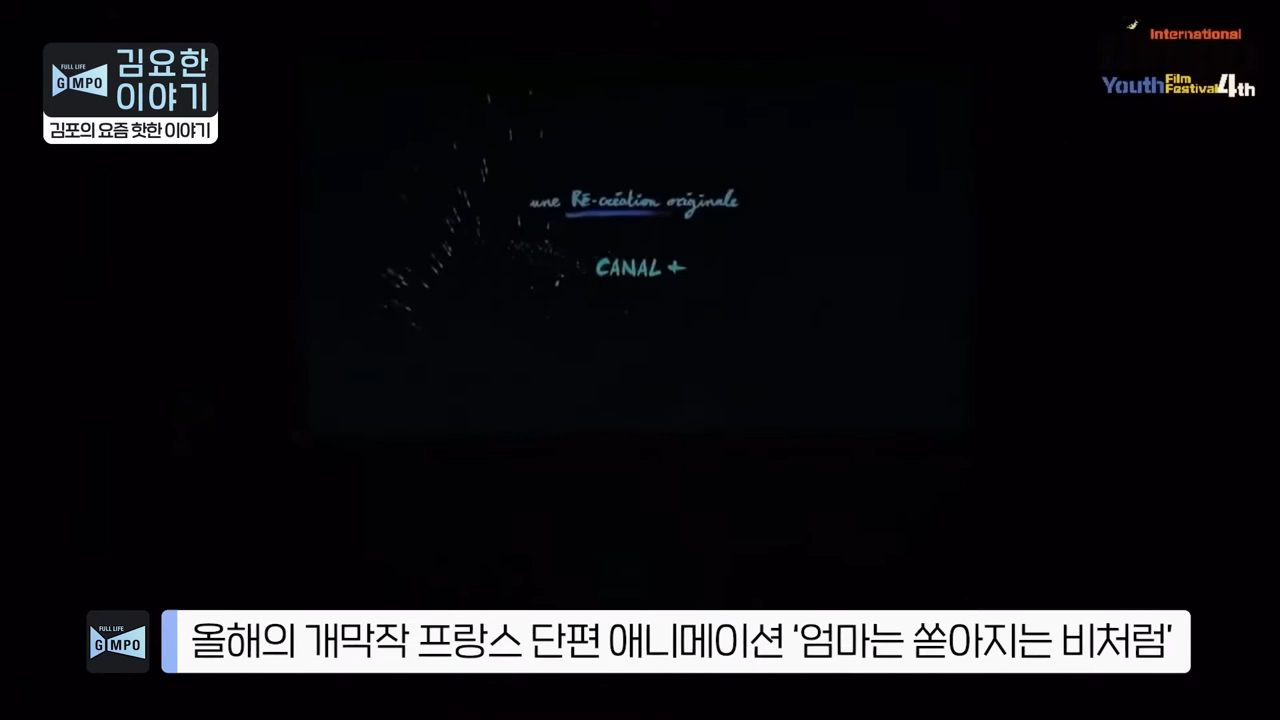 FULL LIFE
GIMPO
김요한
이야기
김포의 요즘 핫한 이야기
International
Youth Film Festival 4th
une RE-création originale
CANAL +
FULL LIFE
GIMPO
올해의 개막작 프랑스 단편 애니메이션 ‘엄마는 쏟아지는 비처럼’